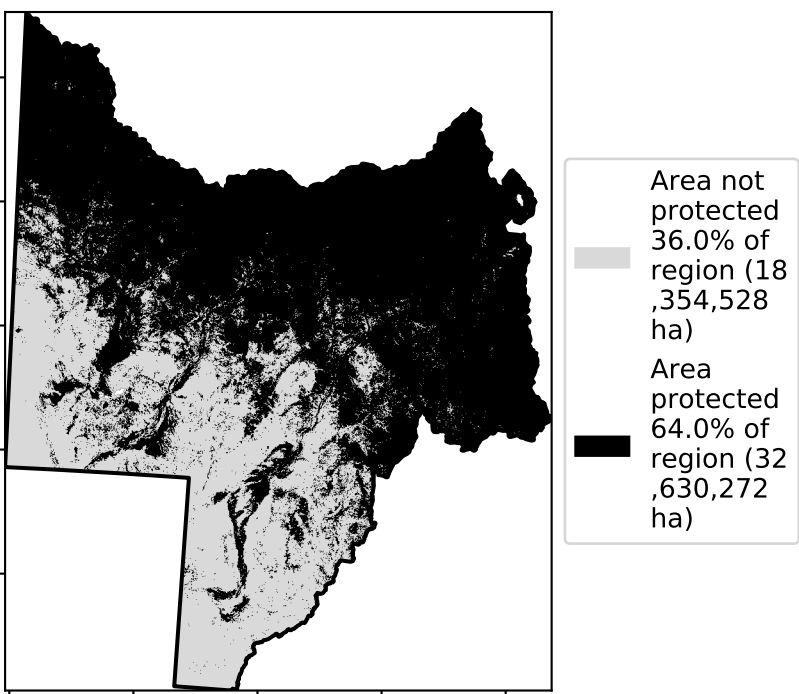 Area not
protected
36.0% of
region (18
,354,528
ha)
Area
protected
64.0% of
region (32
,630,272
ha)